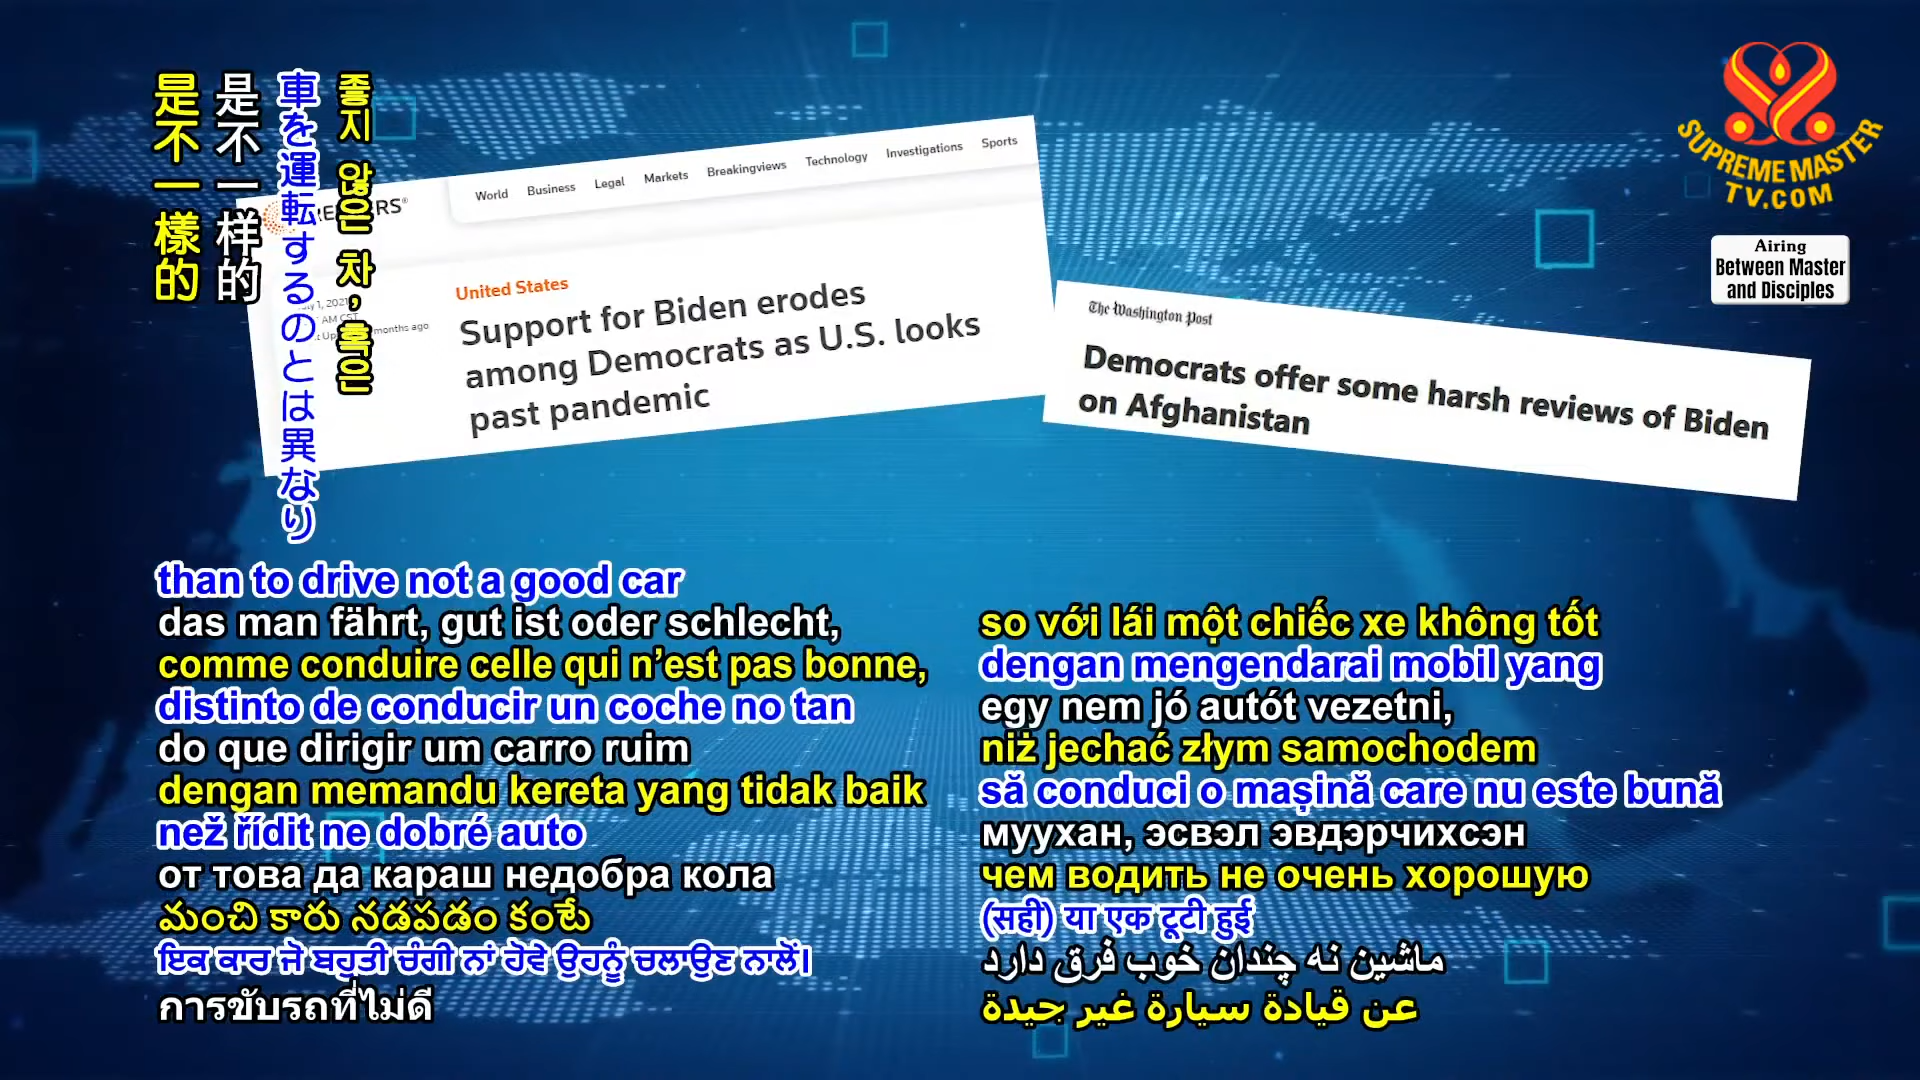 是不一樣的
是不一样的
車を運転するのとは異なり
좋지 않은 차, 혹은
World Business Legal Markets Breakingviews Technology Investigations Sports
United States
Support for Biden erodes
among Democrats as U.S. looks
past pandemic
1, 2021
AM CST
months ago
The Washington Post
Democrats offer some harsh reviews of Biden
on Afghanistan
SUPREME MASTER
TV.COM
Airing
Between Master
and Disciples
than to drive not a good car
das man fährt, gut ist oder schlecht,
comme conduire celle qui n’est pas bonne,
distinto de conducir un coche no tan
do que dirigir um carro ruim
dengan memandu kereta yang tidak baik
než řídit ne dobré auto
от това да караш недобра кола
మంచి కారు నడపడం కంటే
ਇਕ ਕਾਰ ਜੋ ਬਹੁਤੀ ਚੰਗੀ ਨਾਂ ਹੋਵੇ ਉਹਨੂੰ ਚਲਾਉਣ ਨਾਲੋਂ।
การขับรถที่ไม่ดี
so với lái một chiếc xe không tốt
dengan mengendarai mobil yang
egy nem jó autót vezetni,
niż jechać złym samochodem
să conduci o mașină care nu este bună
муухан, эсвэл эвдэрчихсэн
чем водить не очень хорошую
(सही) या एक टूटी हुई
ماشین نه چندان خوب فرق دارد
عن قيادة سيارة غير جيدة